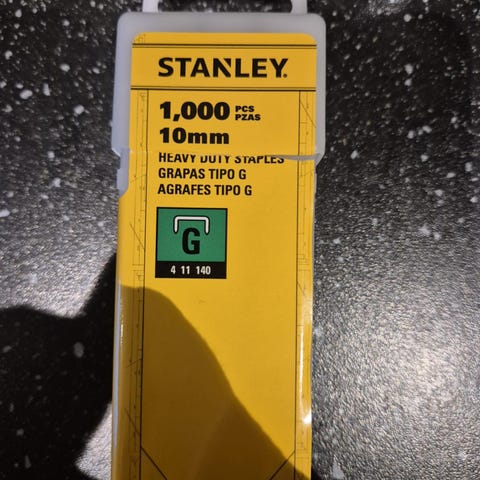 STANLEY.
1,000 PCS
PZAS
10mm
HEAVY DUTY STAPLES
GRAPAS TIPO G
AGRAFES TIPO G
G
4 11 140